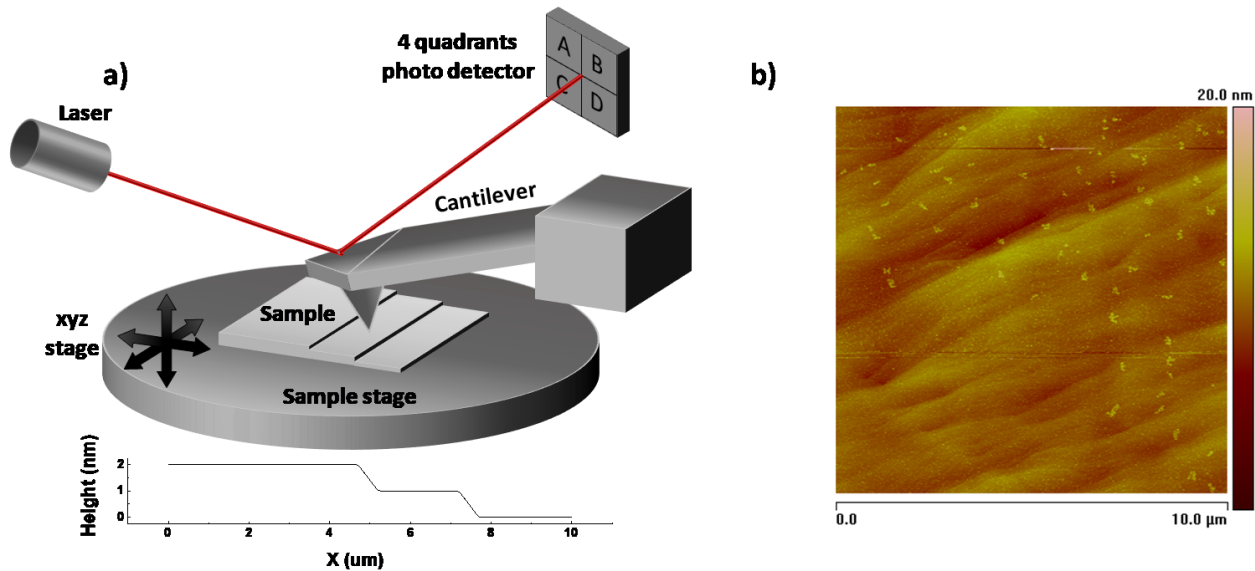 a)
4 quadrants
photo detector
A
B
C
D
Laser
Cantilever
Sample
xyz
stage
Sample stage
Height (nm)
2
1
0
0
2
4
6
8
10
X (um)
b)
20.0 nm
0.0
10.0 µm